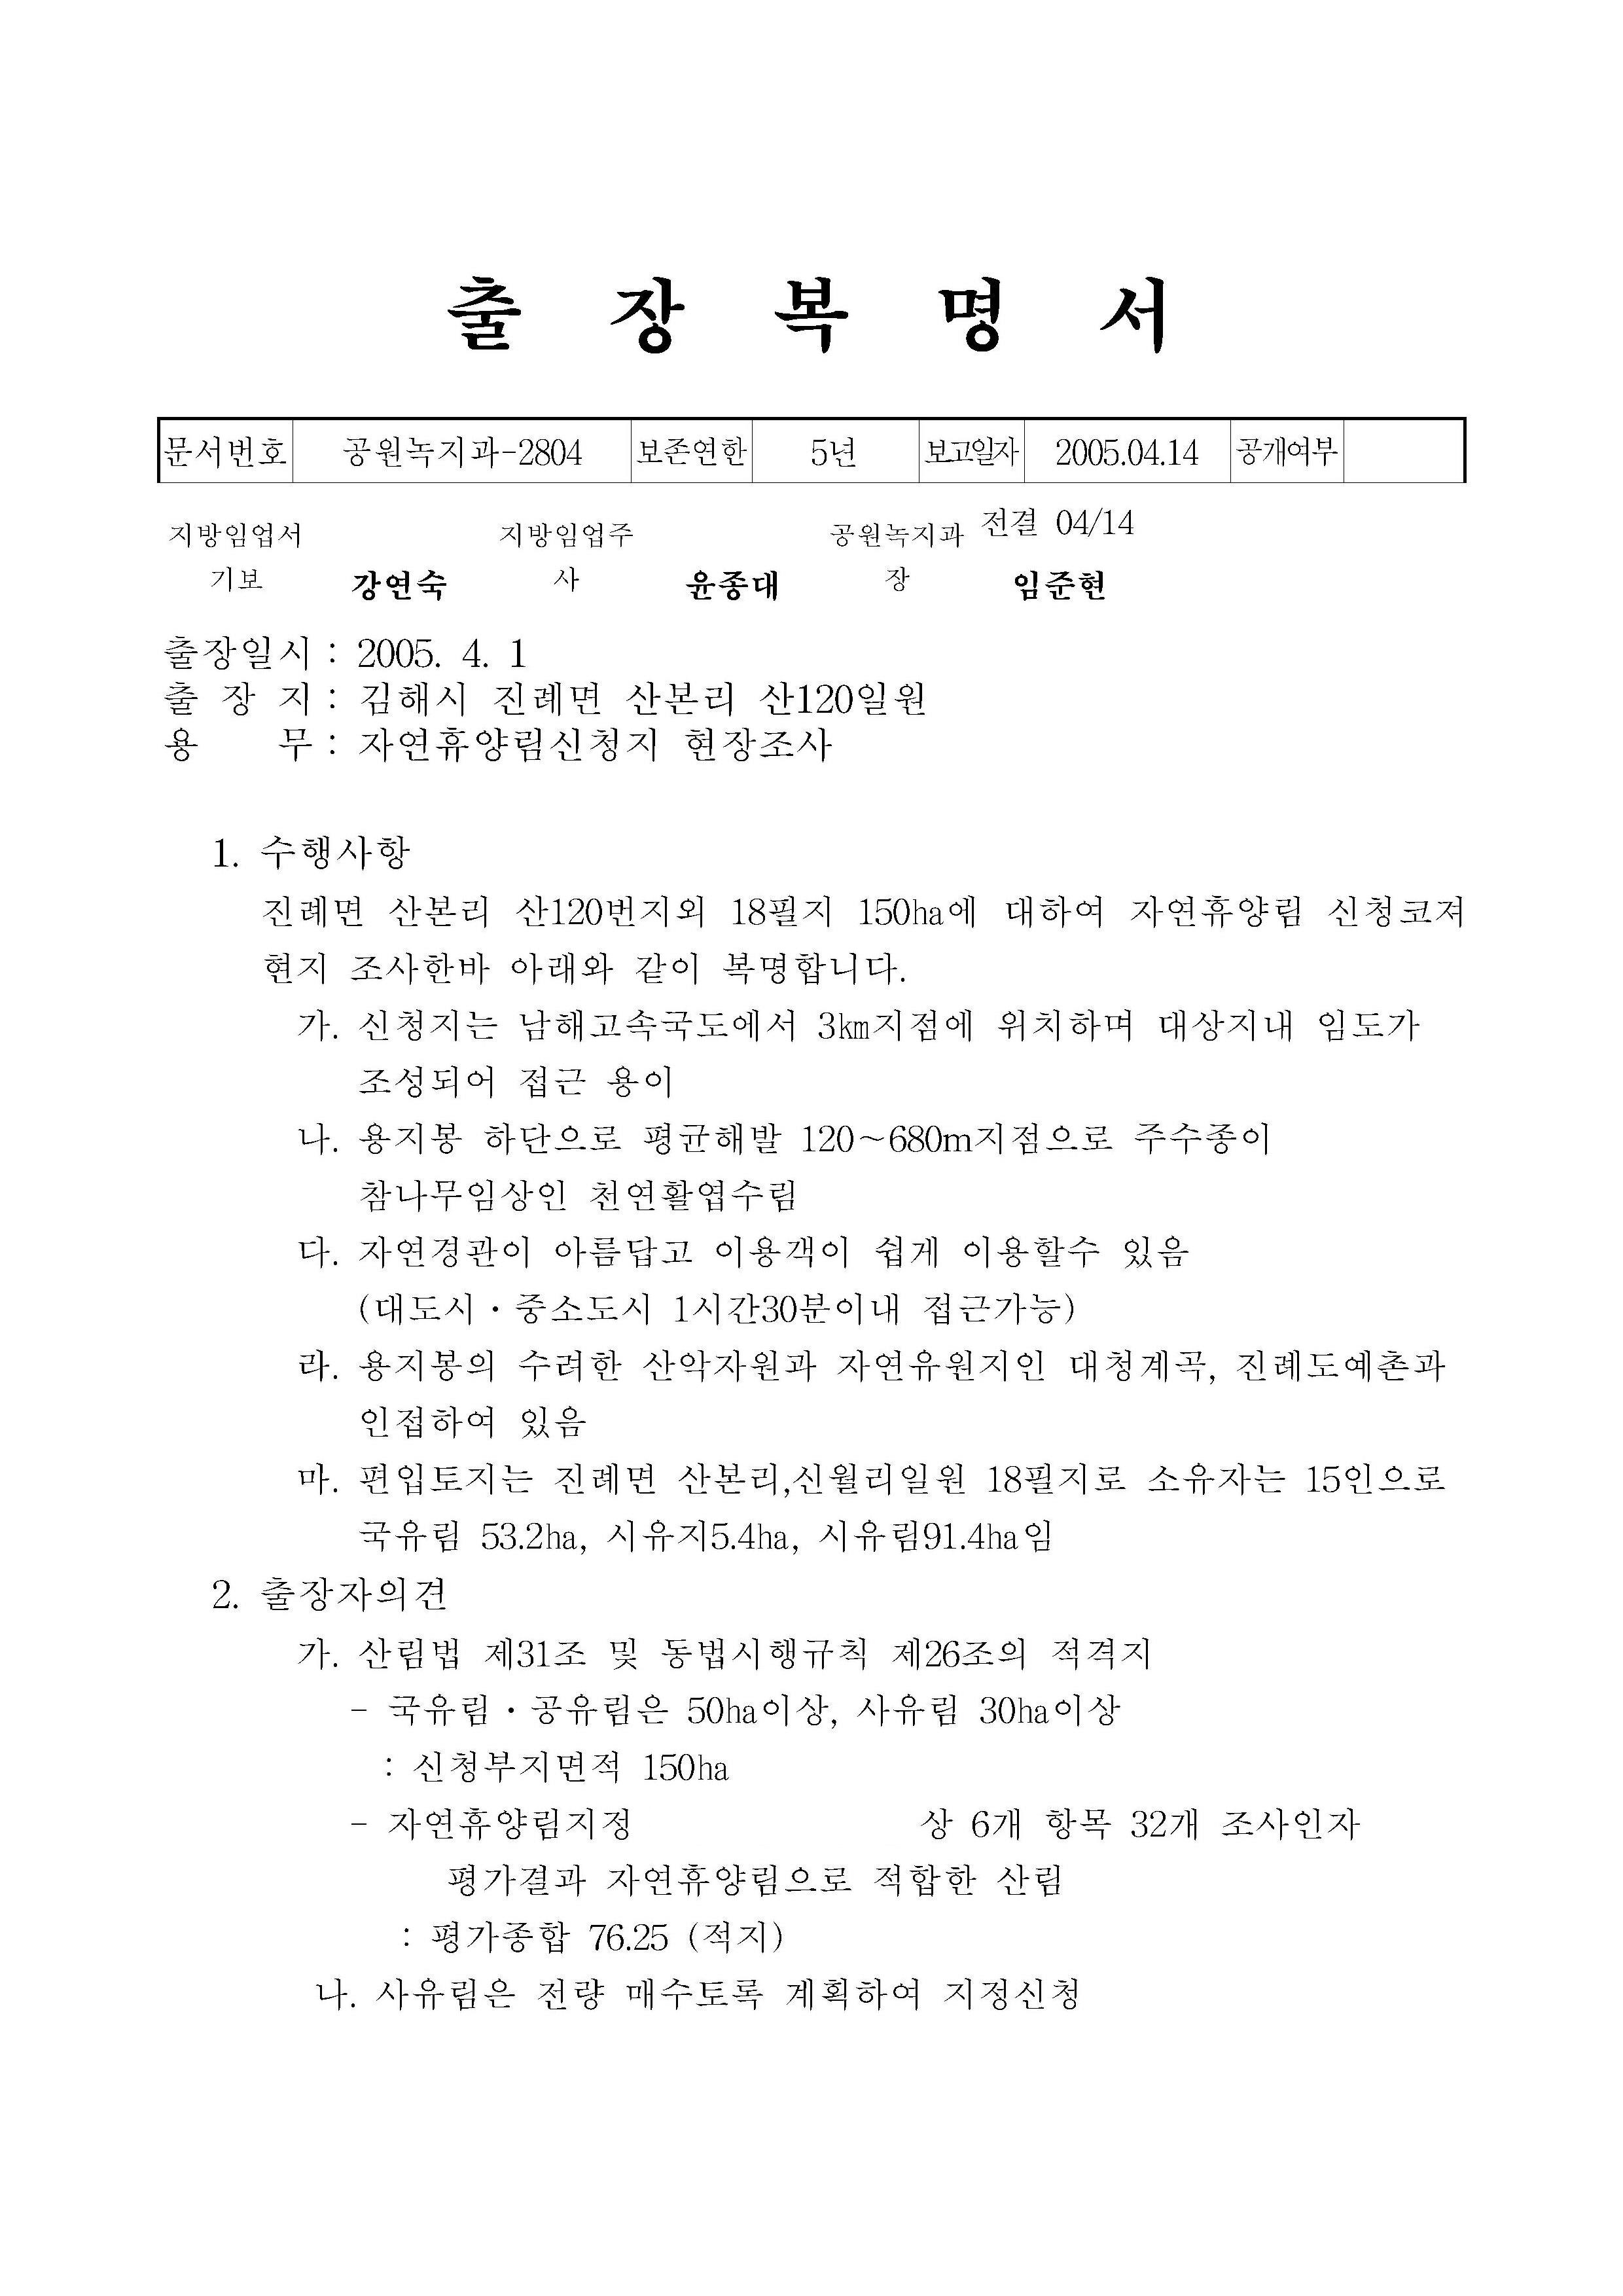 출 장 복 명 서
문서번호 공원녹지과-2804 보존연한 5년 보고일자 2005.04.14 공개여부
지방임업서 지방임업주 공원녹지과 전결 04/14
기보 강연숙 사 윤종대 장 임준현
출장일시 : 2005. 4. 1
출 장 지 : 김해시 진례면 산본리 산120일원
용 무 : 자연휴양림신청지 현장조사
1. 수행사항
진례면 산본리 산120번지외 18필지 150ha에 대하여 자연휴양림 신청코져
현지 조사한바 아래와 같이 복명합니다.
가. 신청지는 남해고속국도에서 3㎞지점에 위치하며 대상지내 임도가
조성되어 접근 용이
나. 용지봉 하단으로 평균해발 120~680m지점으로 주수종이
참나무임상인 천연활엽수림
다. 자연경관이 아름답고 이용객이 쉽게 이용할수 있음
(대도시·중소도시 1시간30분이내 접근가능)
라. 용지봉의 수려한 산악자원과 자연유원지인 대청계곡, 진례도예촌과
인접하여 있음
마. 편입토지는 진례면 산본리,신월리일원 18필지로 소유자는 15인으로
국유림 53.2ha, 시유지5.4ha, 시유림91.4ha임
2. 출장자의견
가. 산림법 제31조 및 동법시행규칙 제26조의 적격지
- 국유림·공유림은 50ha이상, 사유림 30ha이상
: 신청부지면적 150ha
- 자연휴양림지정 상 6개 항목 32개 조사인자
평가결과 자연휴양림으로 적합한 산림
: 평가종합 76.25 (적지)
나. 사유림은 전량 매수토록 계획하여 지정신청